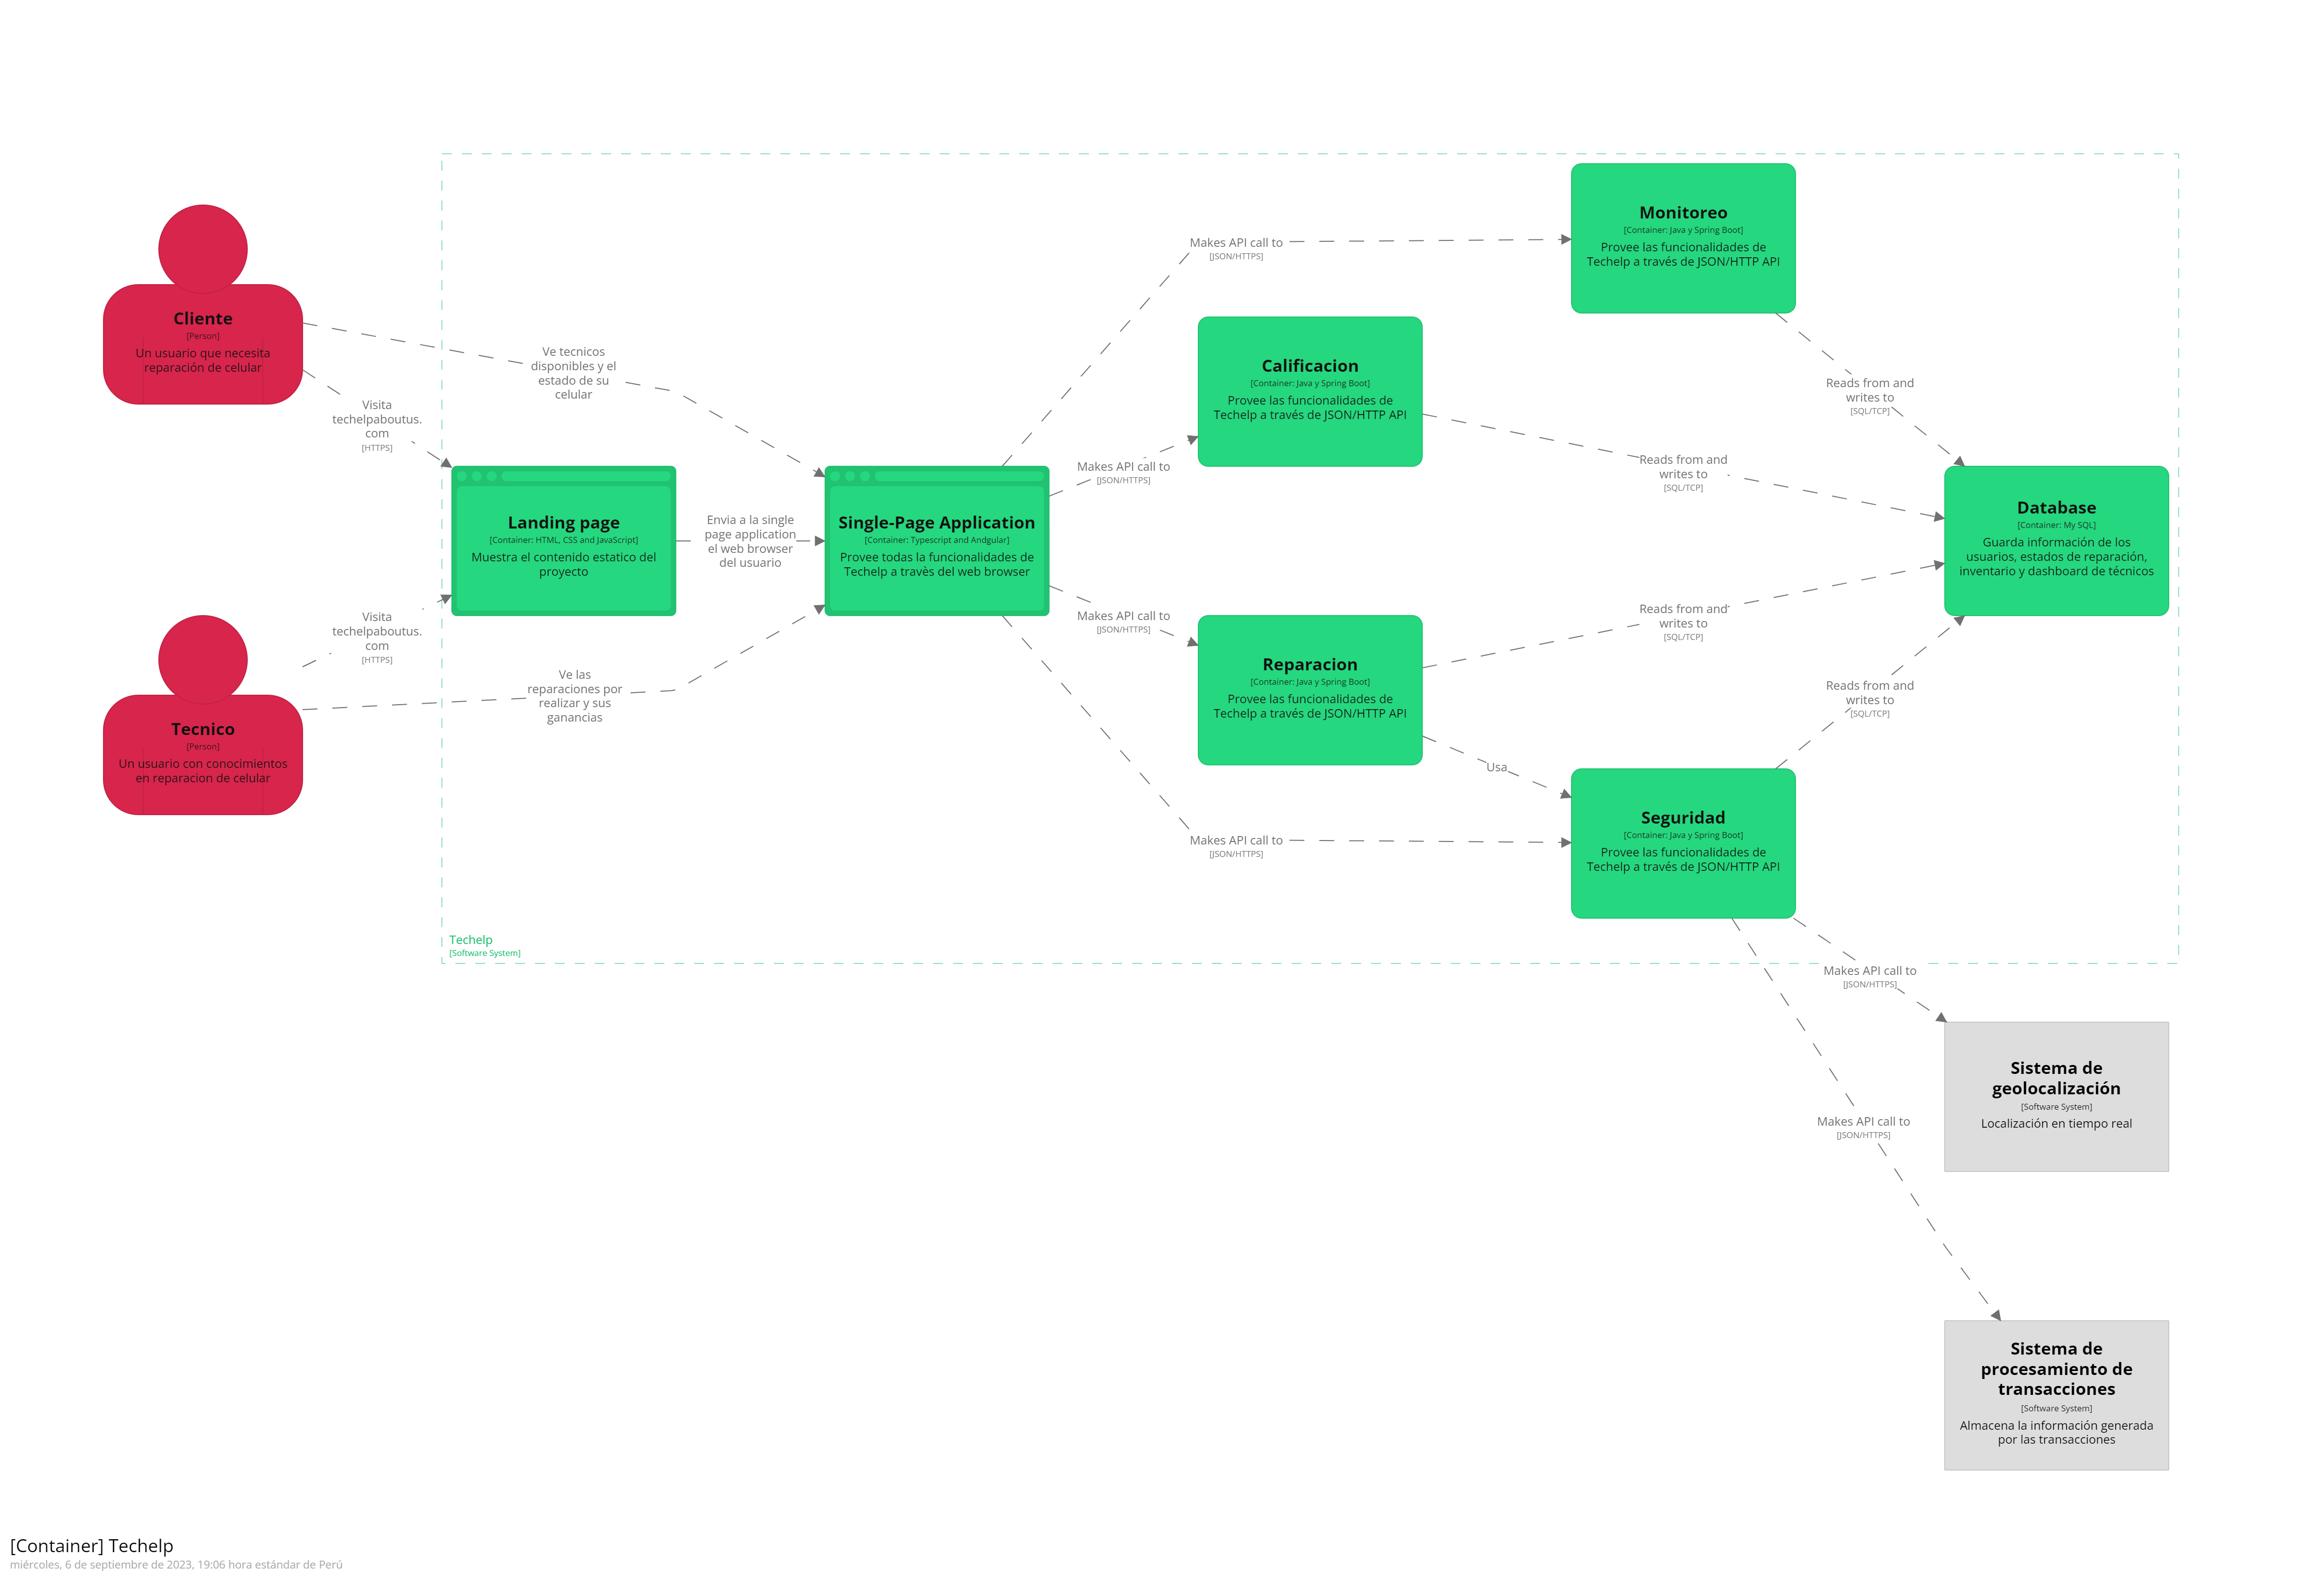 Cliente
[Person]
Un usuario que necesita
reparación de celular
Tecnico
[Person]
Un usuario con conocimientos
en reparacion de celular
Ve tecnicos
disponibles y el
estado de su
celular
Visita
techelpaboutus.
com
[HTTPS]
Visita
techelpaboutus.
com
[HTTPS]
Ve las
reparaciones por
realizar y sus
ganancias
Landing page
[Container: HTML, CSS and JavaScript]
Muestra el contenido estatico del
proyecto
Envia a la single
page application
el web browser
del usuario
Single-Page Application
[Container: Typescript and Andgular]
Provee todas la funcionalidades de
Techelp a travès del web browser
Makes API call to
[JSON/HTTPS]
Makes API call to
[JSON/HTTPS]
Makes API call to
[JSON/HTTPS]
Makes API call to
[JSON/HTTPS]
Monitoreo
[Container: Java y Spring Boot]
Provee las funcionalidades de
Techelp a través de JSON/HTTP API
Calificacion
[Container: Java y Spring Boot]
Provee las funcionalidades de
Techelp a través de JSON/HTTP API
Reparacion
[Container: Java y Spring Boot]
Provee las funcionalidades de
Techelp a través de JSON/HTTP API
Usa
Seguridad
[Container: Java y Spring Boot]
Provee las funcionalidades de
Techelp a través de JSON/HTTP API
Reads from and
writes to
[SQL/TCP]
Reads from and
writes to
[SQL/TCP]
Reads from and
writes to
[SQL/TCP]
Reads from and
writes to
[SQL/TCP]
Database
[Container: My SQL]
Guarda información de los
usuarios, estados de reparación,
inventario y dashboard de técnicos
Techelp
[Software System]
Makes API call to
[JSON/HTTPS]
Makes API call to
[JSON/HTTPS]
Sistema de
geolocalización
[Software System]
Localización en tiempo real
Sistema de
procesamiento de
transacciones
[Software System]
Almacena la información generada
por las transacciones
[Container] Techelp
miércoles, 6 de septiembre de 2023, 19:06 hora estándar de Perú